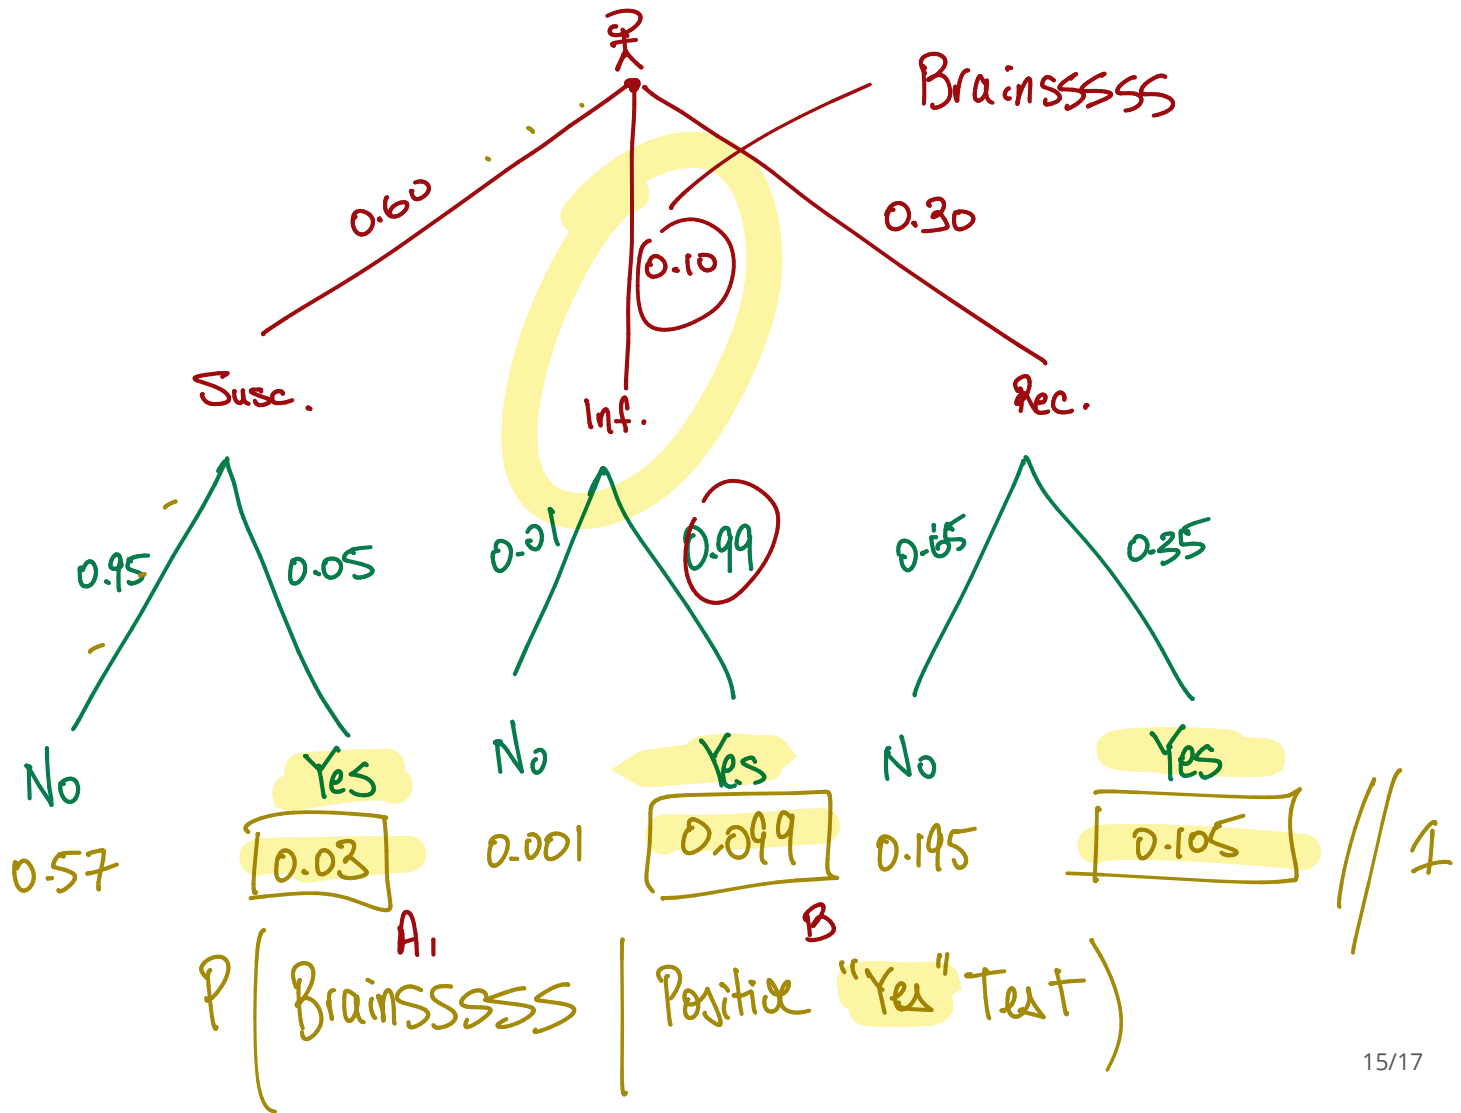 Brainsssss
0.60
0.10
0.30
Susc.
Inf.
Rec.
0.95
0.05
0.01
0.99
0.65
0.35
No
Yes
No
Yes
No
Yes
0.57
0.03
0.001
0.099
0.195
0.105
// 1
A1
B
P(Brainsssss | Positive "Yes" Test)
15/17